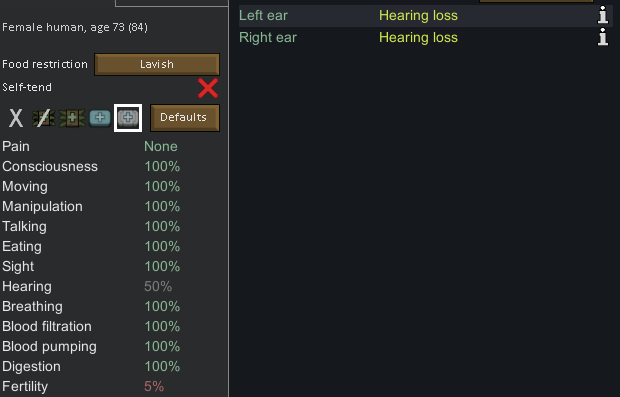 Left ear Hearing loss
Right ear Hearing loss
Female human, age 73 (84)
Food restriction Lavish
Self-tend
Defaults
Pain None
Consciousness 100%
Moving 100%
Manipulation 100%
Talking 100%
Eating 100%
Sight 100%
Hearing 50%
Breathing 100%
Blood filtration 100%
Blood pumping 100%
Digestion 100%
Fertility 5%